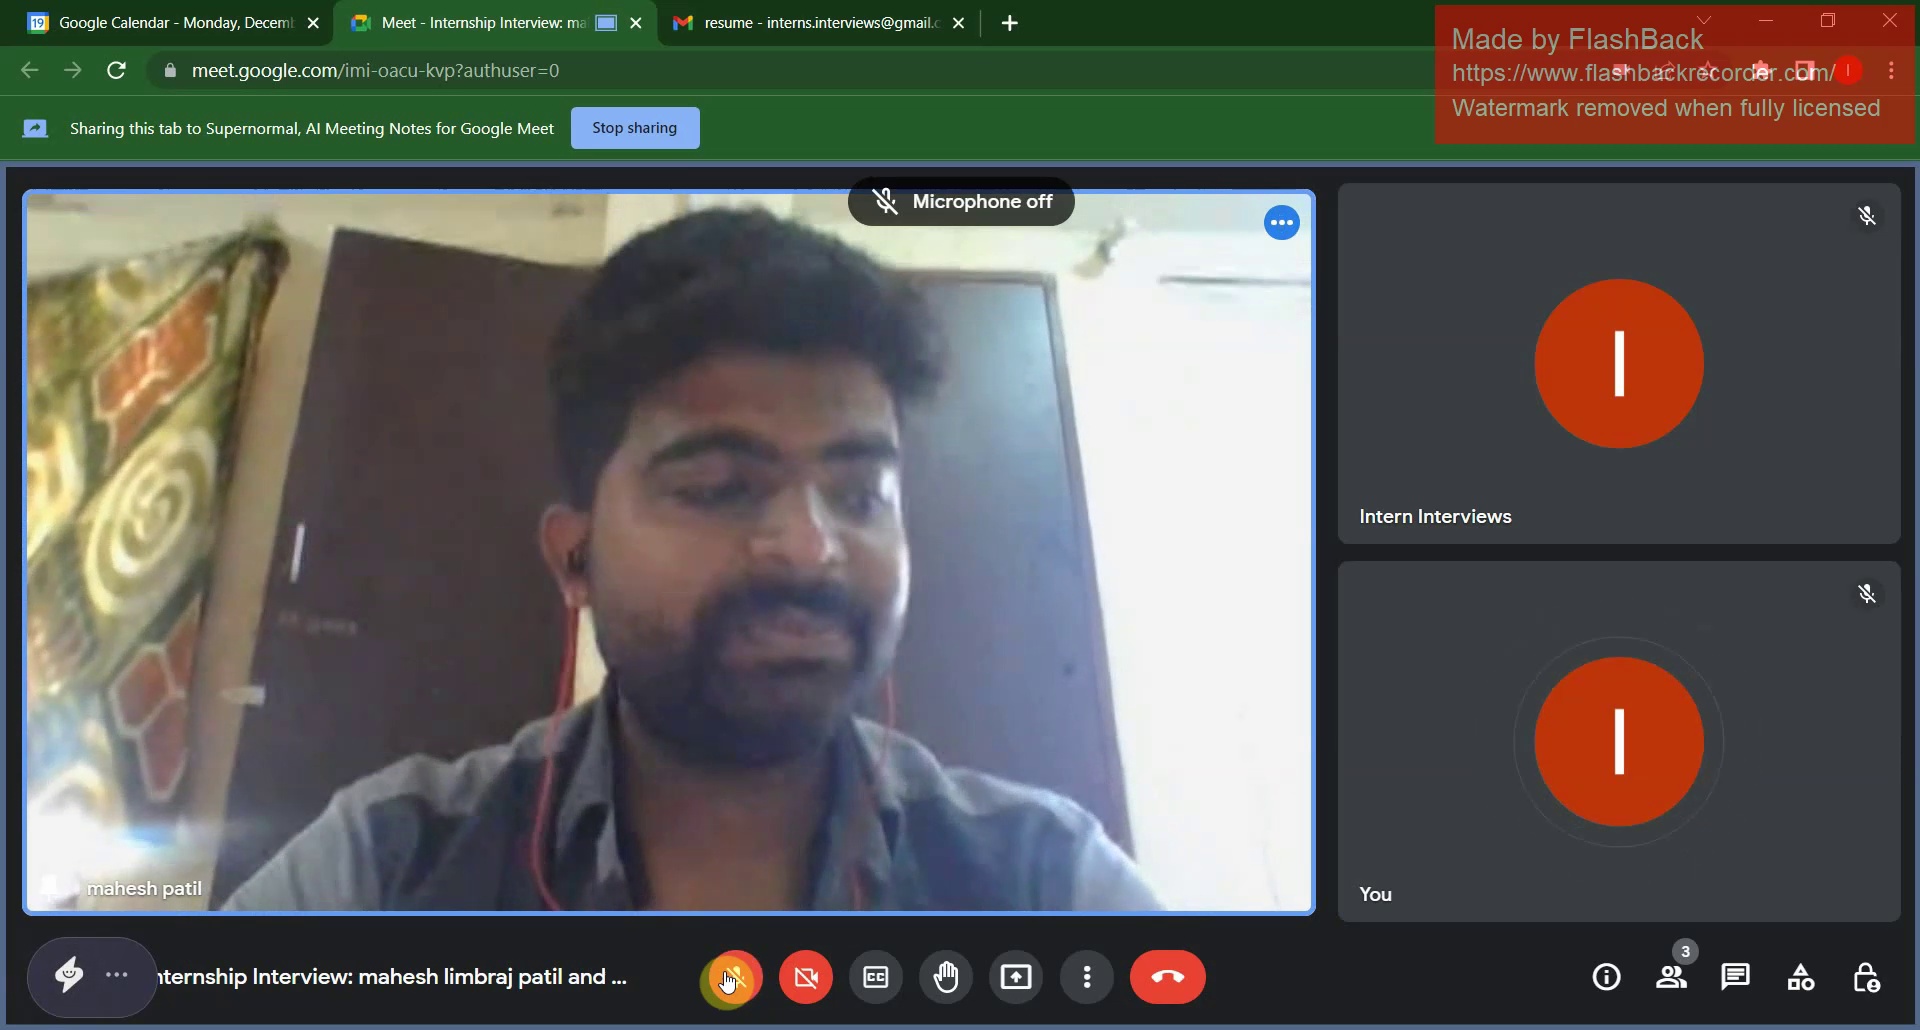 19 Google Calendar - Monday, Decem
Meet - Internship Interview: ma
resume - interns.interviews@gmail.c
meet.google.com/imi-oacu-kvp?authuser=0
I
Made by FlashBack
https://www.flashbackrecorder.com/
Watermark removed when fully licensed
Sharing this tab to Supernormal, AI Meeting Notes for Google Meet
Stop sharing
Microphone off
I
Intern Interviews
mahesh patil
I
You
nternship Interview: mahesh limbraj patil and ...
CC
3